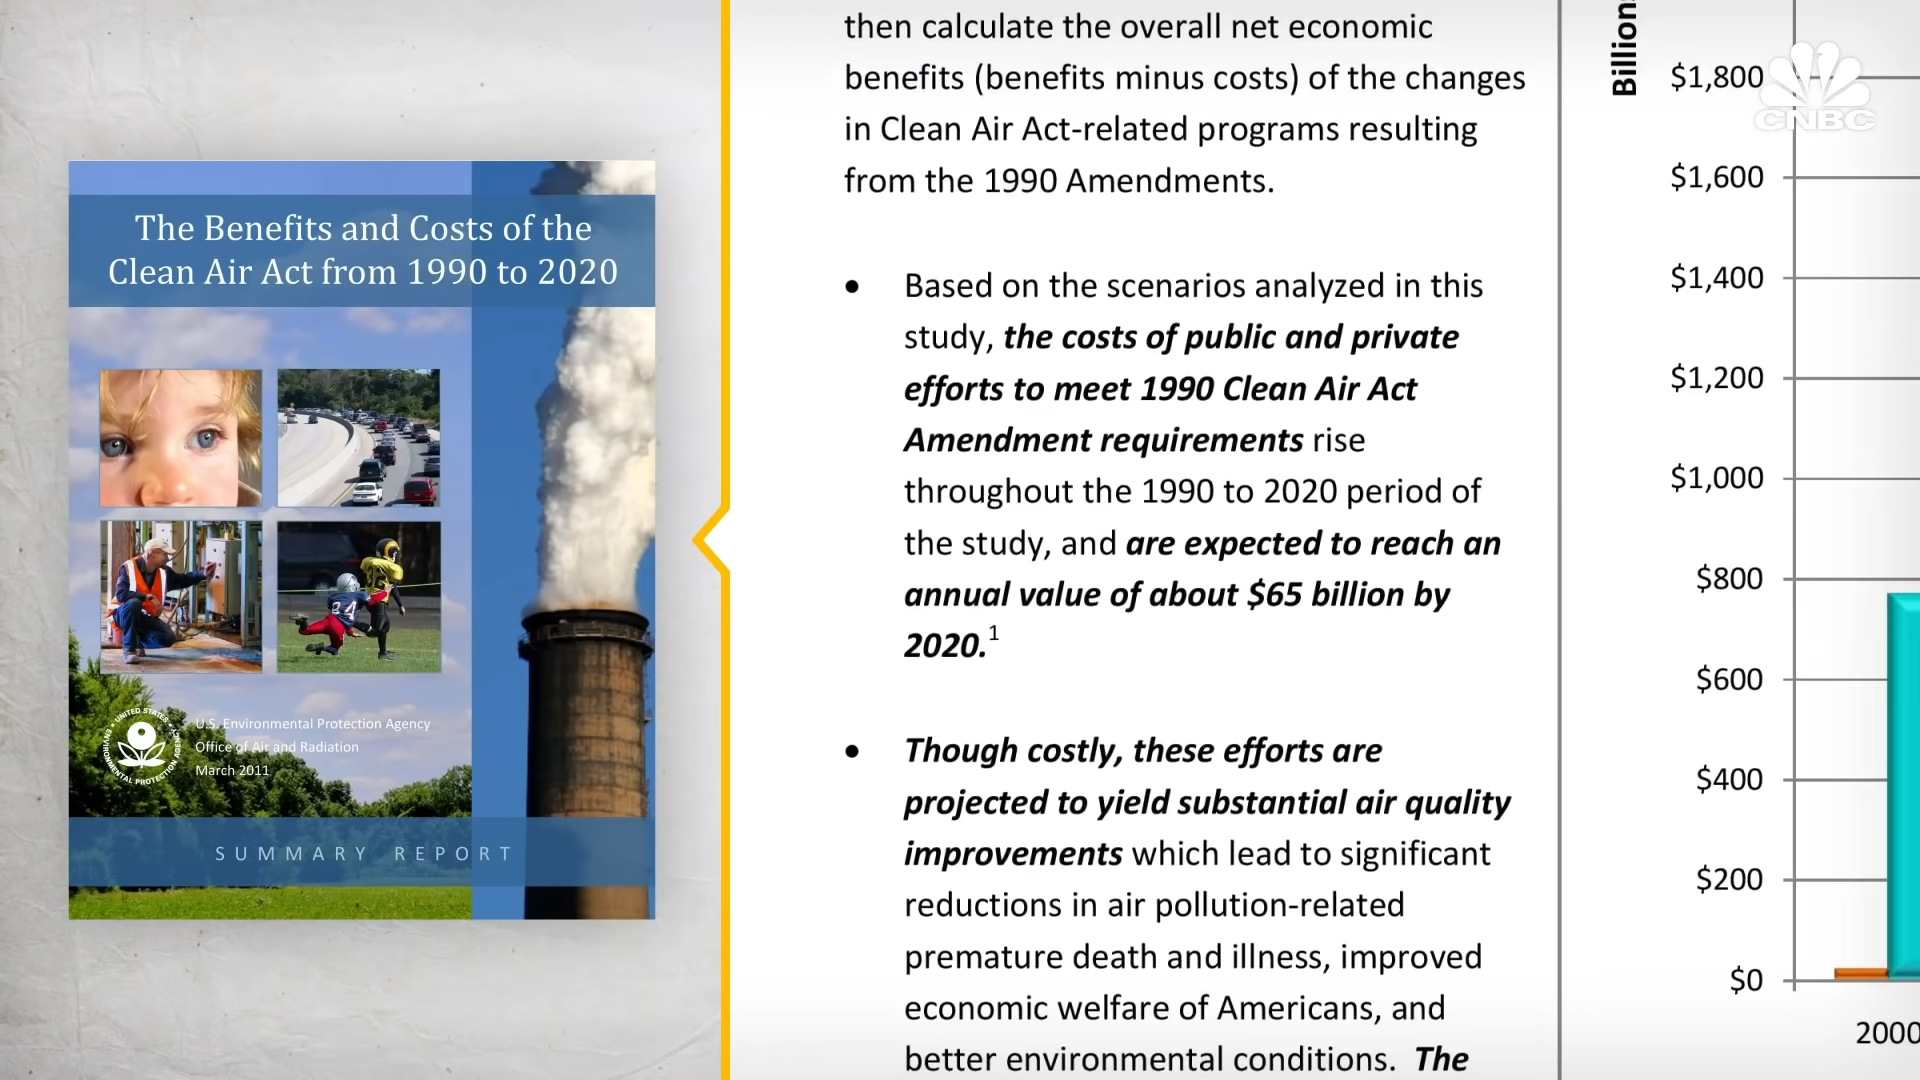 The Benefits and Costs of the
Clean Air Act from 1990 to 2020
24
UNITED STATES
ENVIRONMENTAL PROTECTION AGENCY
U.S. Environmental Protection Agency
Office of Air and Radiation
March 2011
SUMMARY REPORT
then calculate the overall net economic
benefits (benefits minus costs) of the changes
in Clean Air Act-related programs resulting
from the 1990 Amendments.
• Based on the scenarios analyzed in this
study, the costs of public and private
efforts to meet 1990 Clean Air Act
Amendment requirements rise
throughout the 1990 to 2020 period of
the study, and are expected to reach an
annual value of about $65 billion by
2020.1
• Though costly, these efforts are
projected to yield substantial air quality
improvements which lead to significant
reductions in air pollution-related
premature death and illness, improved
economic welfare of Americans, and
better environmental conditions. The
Billion
$1,800
$1,600
$1,400
$1,200
$1,000
$800
$600
$400
$200
$0
2000
CNBC